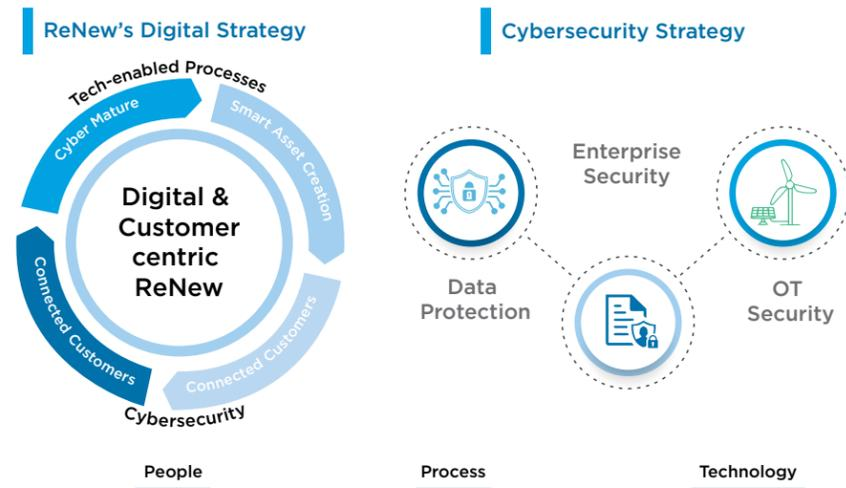 ReNew's Digital Strategy
Tech-enabled Processes
Cyber Mature
Smart Asset Creation
Digital &
Customer
centric
ReNew
Connected Customers
Connected Customers
Cybersecurity
Cybersecurity Strategy
Enterprise
Security
Data
Protection
OT
Security
People
Process
Technology